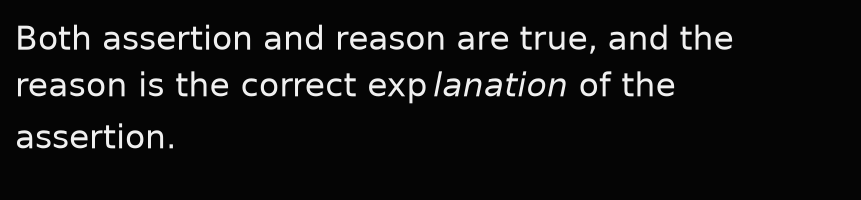 Both assertion and reason are true, and the
reason is the correct explanation of the
assertion.